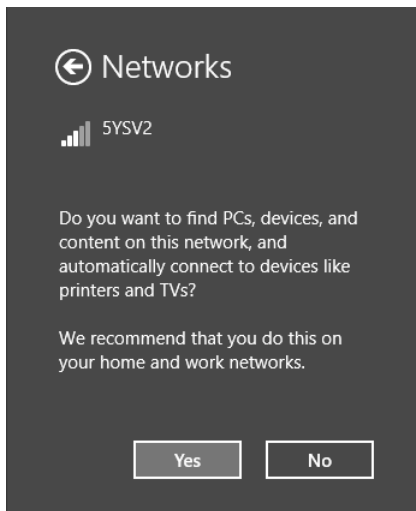 Networks
5YSV2
Do you want to find PCs, devices, and
content on this network, and
automatically connect to devices like
printers and TVs?
We recommend that you do this on
your home and work networks.
Yes No